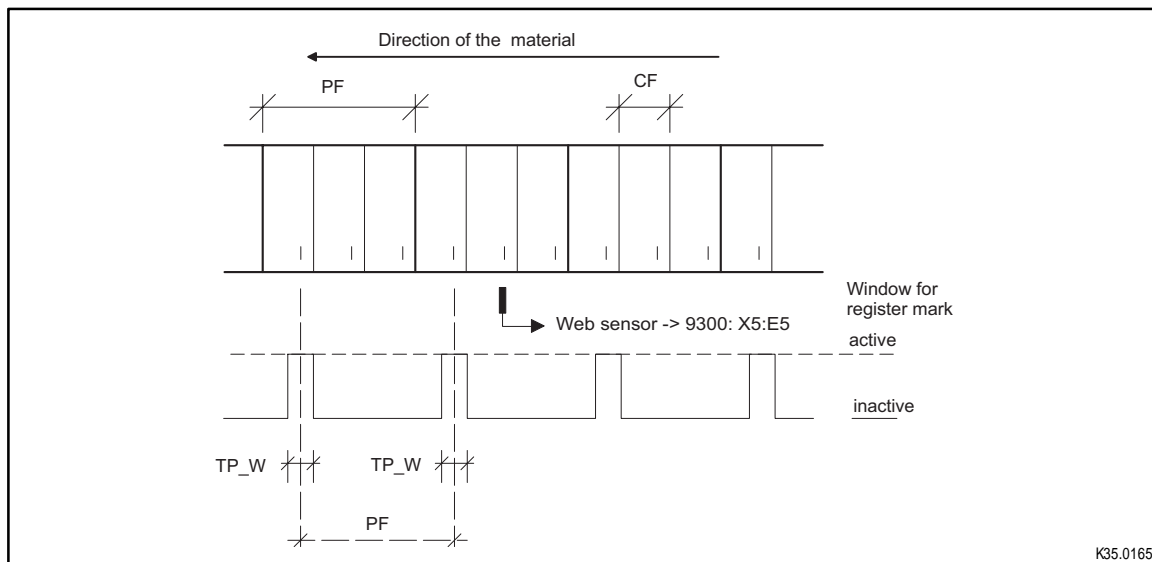 Direction of the material
PF
CF
Window for
register mark
Web sensor -> 9300: X5:E5
active
inactive
TP_W
TP_W
PF
K35.0165